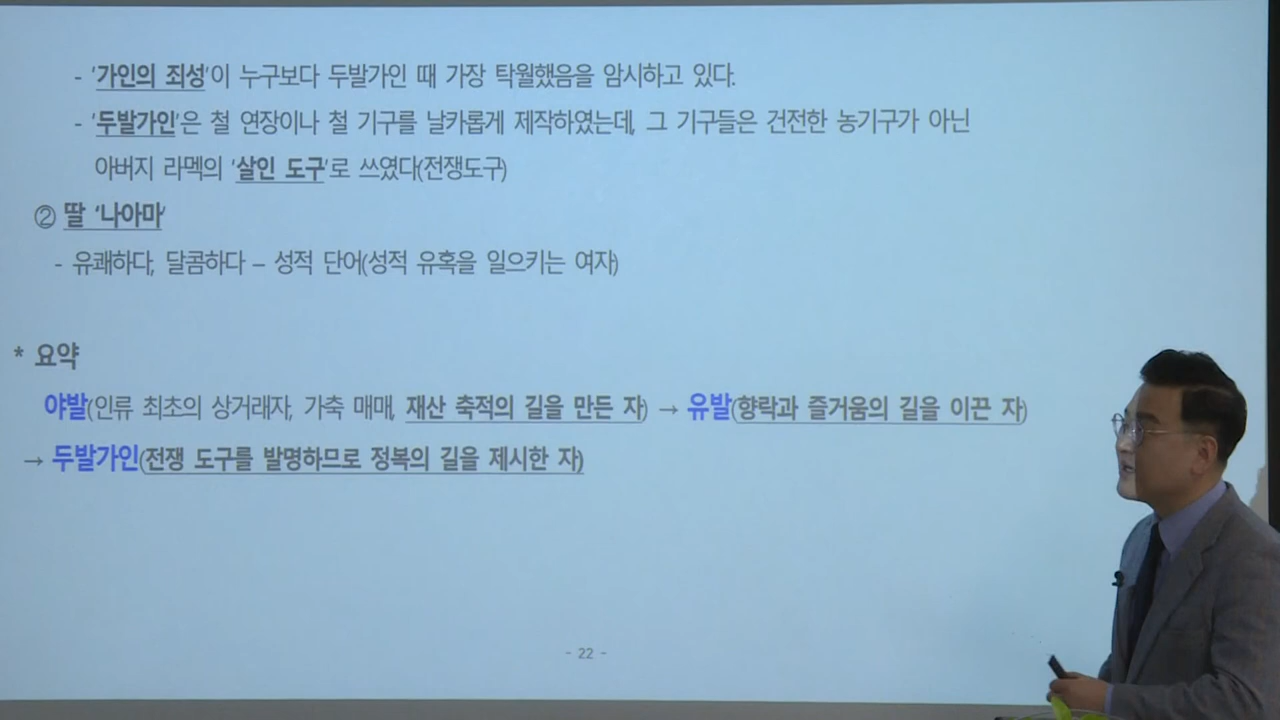 - '가인의 죄성'이 누구보다 두발가인 때 가장 탁월했음을 암시하고 있다.
- '두발가인'은 철 연장이나 철 기구를 날카롭게 제작하였는데, 그 기구들은 건전한 농기구가 아닌
아버지 라멕의 '살인 도구'로 쓰였다(전쟁도구)
② 딸 '나아마'
- 유쾌하다, 달콤하다 – 성적 단어(성적 유혹을 일으키는 여자)
* 요약
야발(인류 최초의 상거래자, 가축 매매, 재산 축적의 길을 만든 자) → 유발(향락과 즐거움의 길을 이끈 자)
→ 두발가인(전쟁 도구를 발명하므로 정복의 길을 제시한 자)
- 22 -